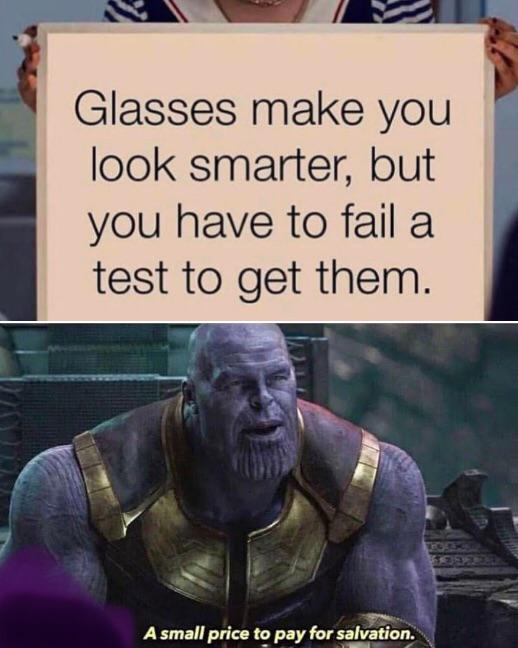 Glasses make you
look smarter, but
you have to fail a
test to get them.
A small price to pay for salvation.